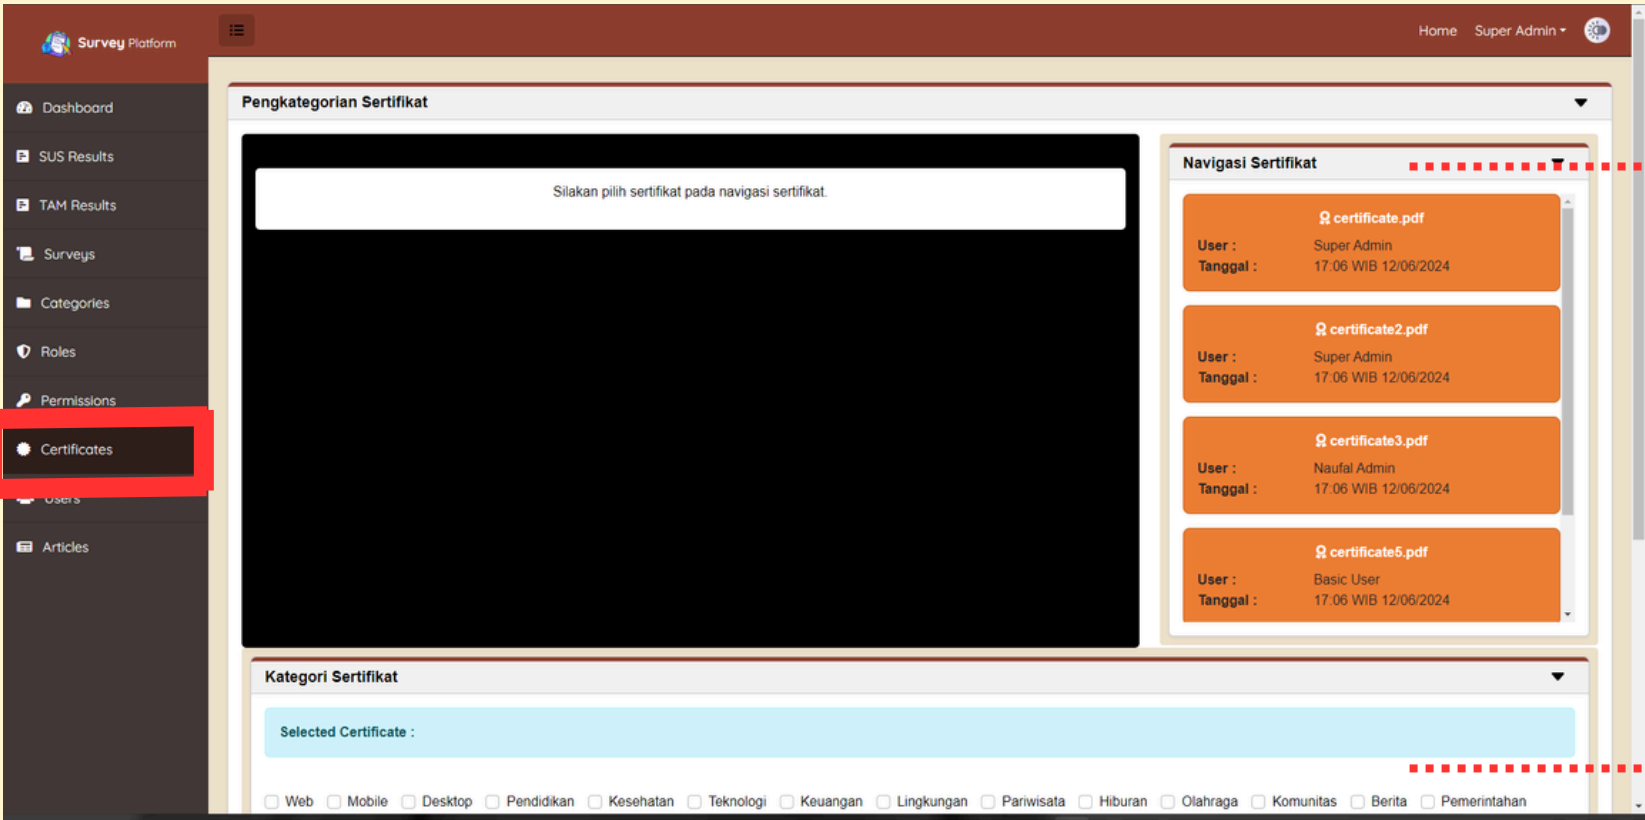 Survey Platform
Home Super Admin
Dashboard
SUS Results
TAM Results
Surveys
Categories
Roles
Permissions
Certificates
Users
Articles
Pengkategorian Sertifikat
Silakan pilih sertifikat pada navigasi sertifikat.
Navigasi Sertifikat
certificate.pdf
User : Super Admin
Tanggal : 17:06 WIB 12/06/2024
certificate2.pdf
User : Super Admin
Tanggal : 17:06 WIB 12/06/2024
certificate3.pdf
User : Naufal Admin
Tanggal : 17:06 WIB 12/06/2024
certificate5.pdf
User : Basic User
Tanggal : 17:06 WIB 12/06/2024
Kategori Sertifikat
Selected Certificate :
Web Mobile Desktop Pendidikan Kesehatan Teknologi Keuangan Lingkungan Pariwisata Hiburan Olahraga Komunitas Berita Pemerintahan